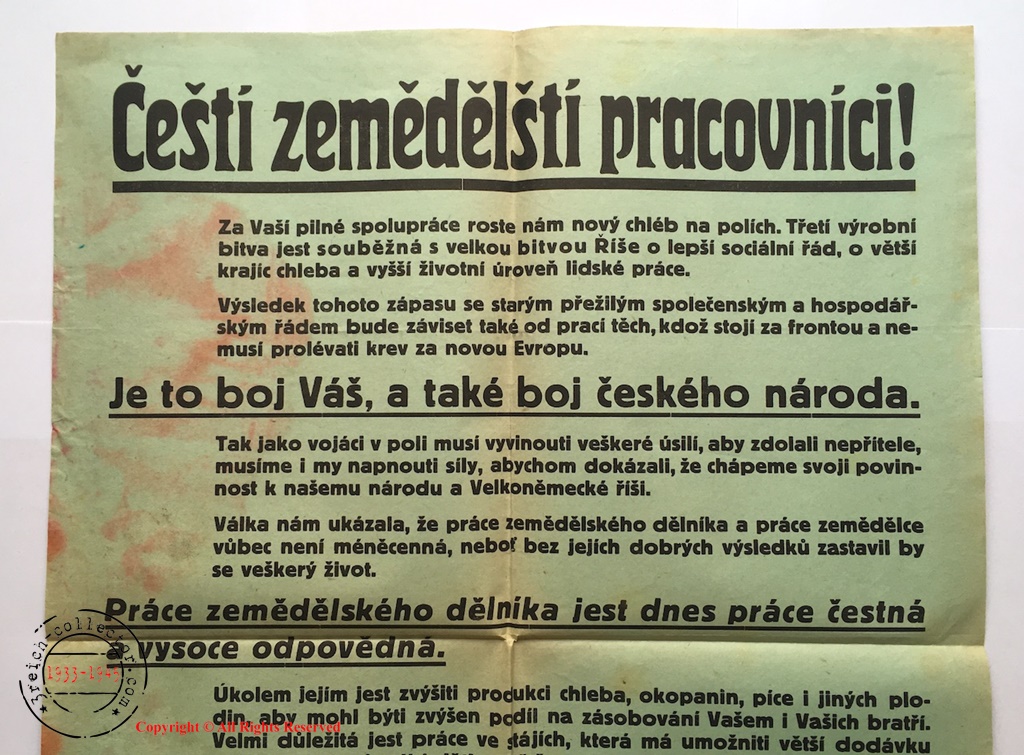 Čeští zemědělští pracovníci!
Za Vaší pilné spolupráce roste nám nový chléb na polích. Třetí výrobní
bitva jest souběžná s velkou bitvou Říše o lepší sociální řád, o větší
krajíc chleba a vyšší životní úroveň lidské práce.
Výsledek tohoto zápasu se starým přežilým společenským a hospodář-
ským řádem bude záviset také od prací těch, kdož stojí za frontou a ne-
musí prolévati krev za novou Evropu.
Je to boj Váš, a také boj českého národa.
Tak jako vojáci v poli musí vyvinouti veškeré úsilí, aby zdolali nepřítele,
musíme i my napnouti síly, abychom dokázali, že chápeme svoji povin-
nost k našemu národu a Velkoněmecké říši.
Válka nám ukázala, že práce zemědělského dělníka a práce zemědělce
vůbec není méněcenná, neboť bez jejích dobrých výsledků zastavil by
se veškerý život.
Práce zemědělského dělníka jest dnes práce čestná
a vysoce odpovědná.
Úkolem jejím jest zvýšiti produkci chleba, okopanin, píce i jiných plo-
din aby mohl býti zvýšen podíl na zásobování Vašem i Vašich bratří.
Velmi důležitá jest práce ve stájích, která má umožniti větší dodávku
3reich-collector.com
1933-1945
Copyright © All Rights Reserved